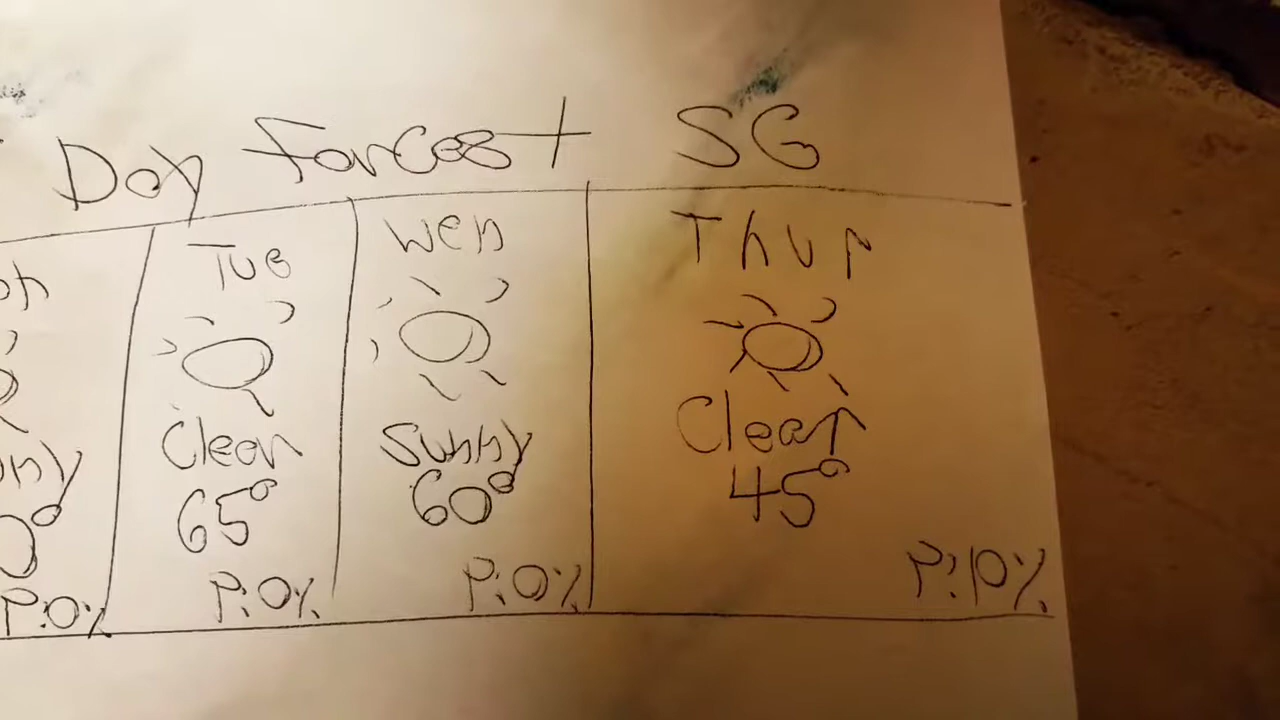 Day Forcast SG
Tue
Clear
65°
P:0%
Wen
Sunny
60°
P:0%
Thur
Clear
45°
P:10%
P:0%